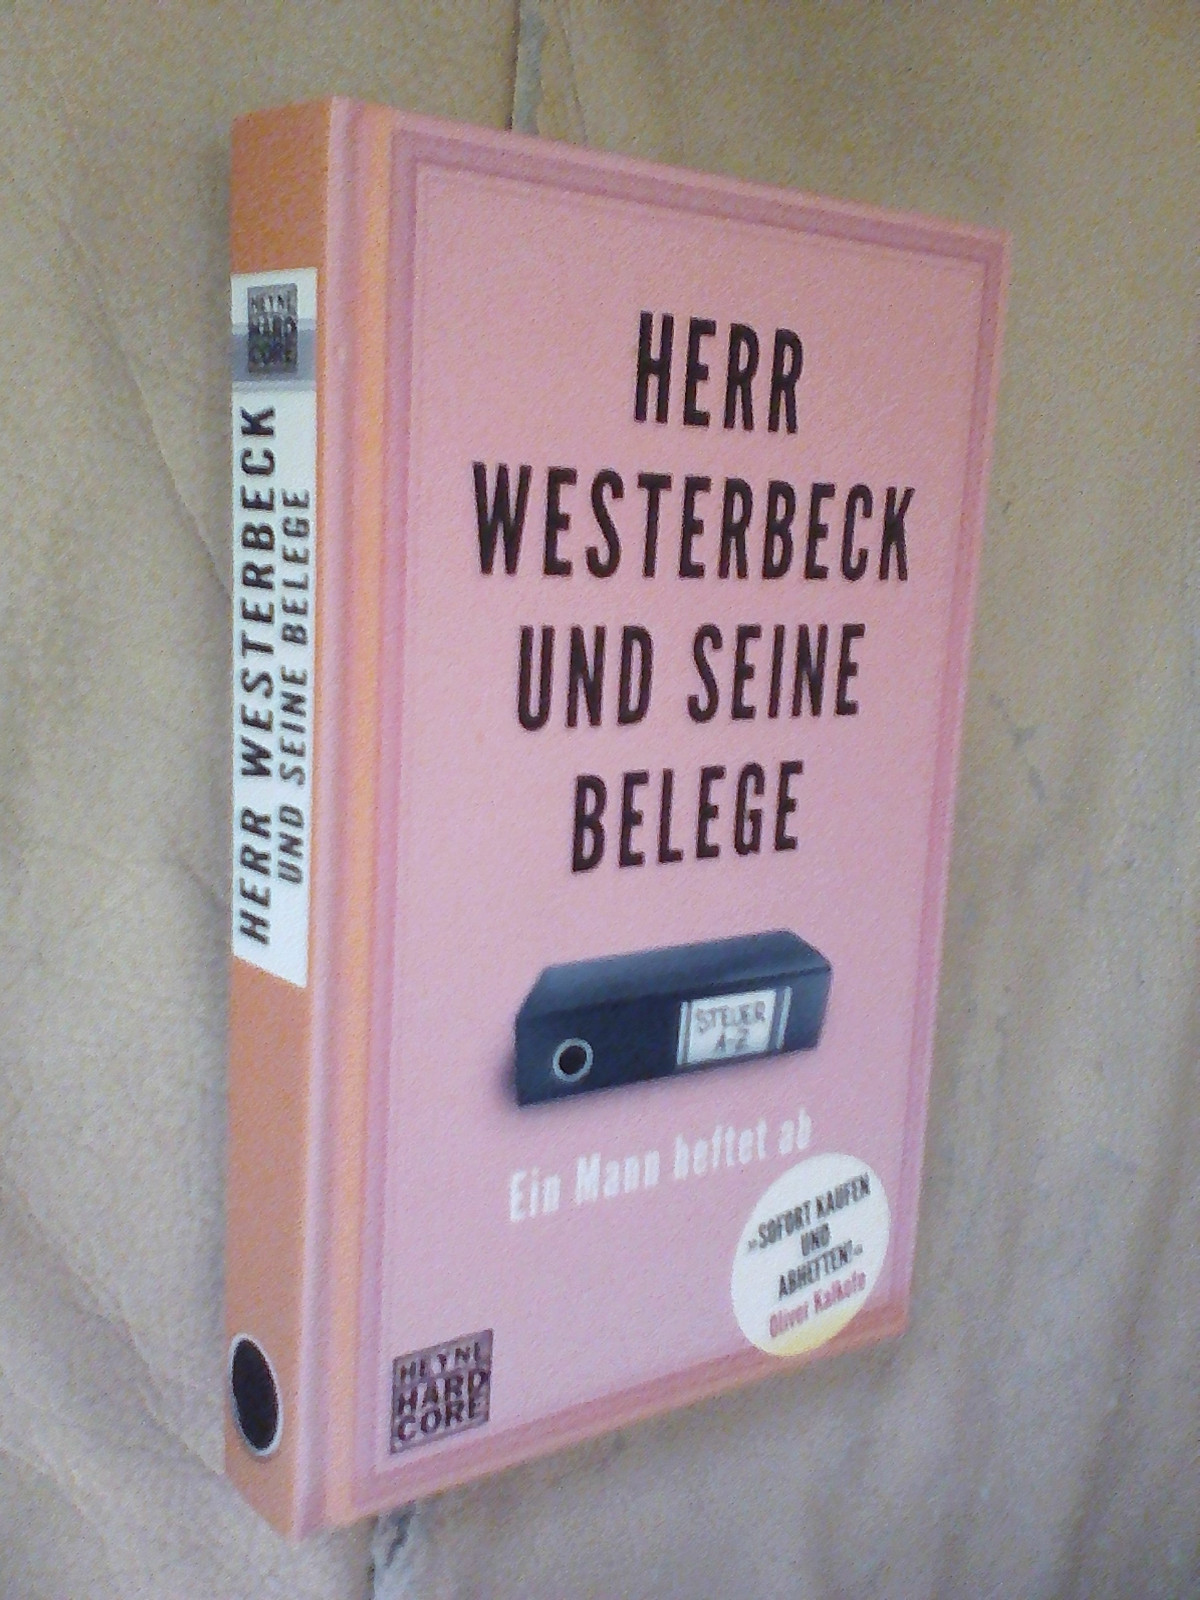 HEYNE
HARD
CORE
HERR WESTERBECK
UND SEINE BELEGE
HERR
WESTERBECK
UND SEINE
BELEGE
STEUER
A-Z
Ein Mann heftet ab
»SOFORT KAUFEN
UND
ABHEFTEN!«
Oliver Kalkofe
HEYNE
HARD
CORE